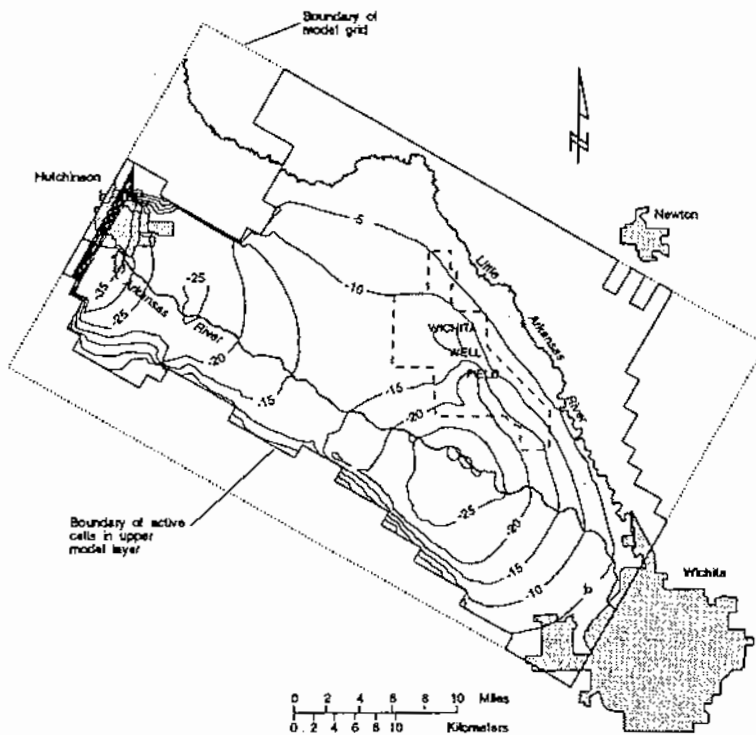 Boundary of
model grid
N
Hutchinson
Newton
-5
-10
Little
Arkansas
River
-25
-35
-25
Arkansas
River
-20
-15
WICHITA
WELL
FIELD
-15
-20
-25
-20
-15
-10
Boundary of active
cells in upper
model layer
Wichita
0 2 4 6 8 10 Miles
0 2 4 6 8 10 Kilometers